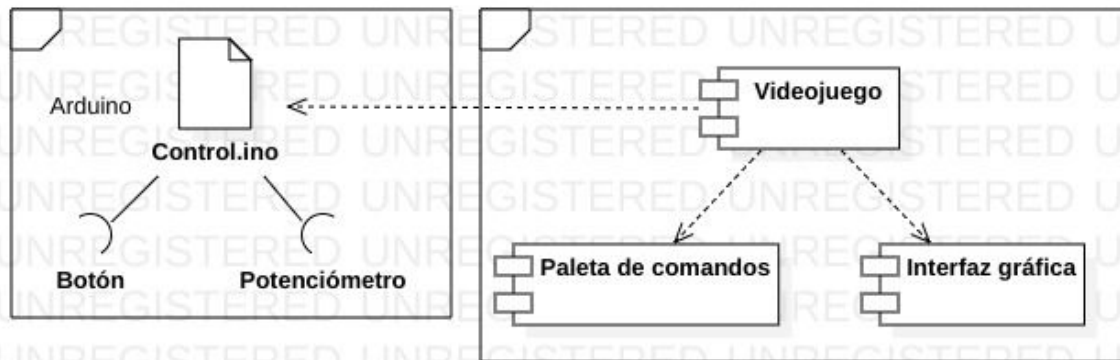 Arduino
Control.ino
Botón
Potenciómetro
Videojuego
Paleta de comandos
Interfaz gráfica
UNREGISTERED UNREGISTERED UNREGISTERED